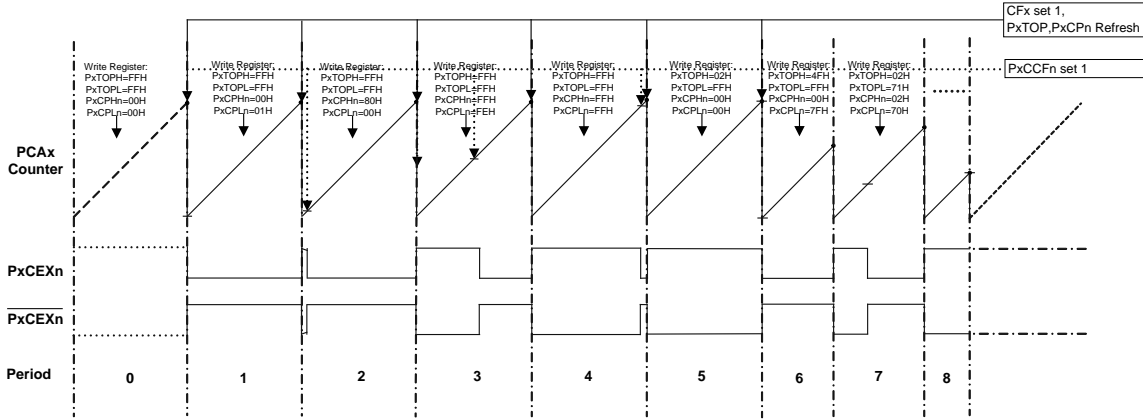 CFx set 1,
PxTOP,PxCPn Refresh
PxCCFn set 1
Write Register:
PxTOPH=FFH
PxTOPL=FFH
PxCPHn=00H
PxCPLn=00H
Write Register:
PxTOPH=FFH
PxTOPL=FFH
PxCPHn=00H
PxCPLn=01H
Write Register:
PxTOPH=FFH
PxTOPL=FFH
PxCPHn=80H
PxCPLn=00H
Write Register:
PxTOPH=FFH
PxTOPL=FFH
PxCPHn=FFH
PxCPLn=FEH
Write Register:
PxTOPH=FFH
PxTOPL=FFH
PxCPHn=FFH
PxCPLn=FFH
Write Register:
PxTOPH=02H
PxTOPL=FFH
PxCPHn=FFH
PxCPLn=FFH
Write Register:
PxTOPH=4FH
PxTOPL=FFH
PxCPHn=00H
PxCPLn=7FH
Write Register:
PxTOPH=02H
PxTOPL=71H
PxCPHn=02H
PxCPLn=70H
PCAx
Counter
PxCEXn
PxCEXn
Period 0 1 2 3 4 5 6 7 8